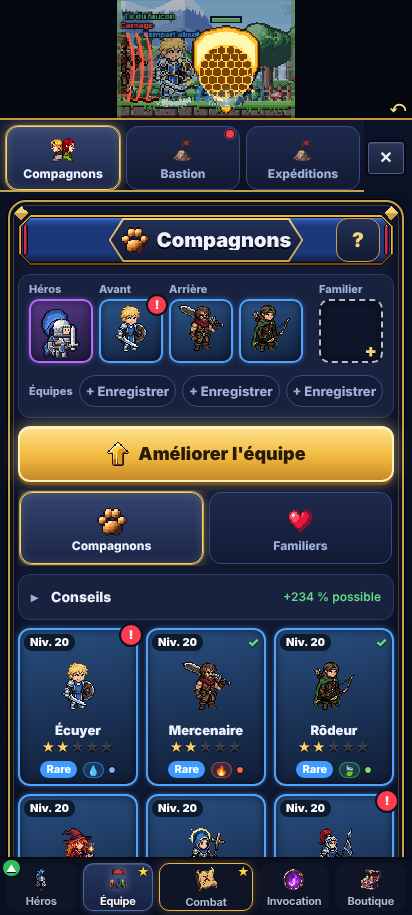 Compagnons
Bastion
Expéditions
×
Compagnons
?
Héros
Avant
Arrière
Familier
!
+
Équipes
+ Enregistrer
+ Enregistrer
+ Enregistrer
Améliorer l'équipe
Compagnons
Familiers
Conseils
+234 % possible
Niv. 20
!
Niv. 20
Niv. 20
Écuyer
Mercenaire
Rôdeur
Rare
Rare
Rare
Niv. 20
Niv. 20
Niv. 20
!
Héros
Équipe
Combat
Invocation
Boutique